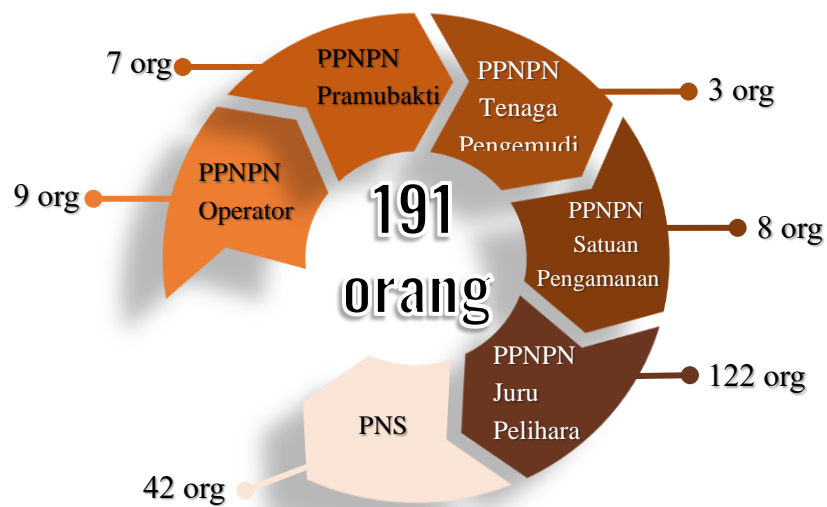 7 org
PPNPN
Pramubakti
PPNPN
Tenaga
Pengemudi
3 org
9 org
PPNPN
Operator
191
orang
PPNPN
Satuan
Pengamanan
8 org
PPNPN
Juru
Pelihara
122 org
PNS
42 org